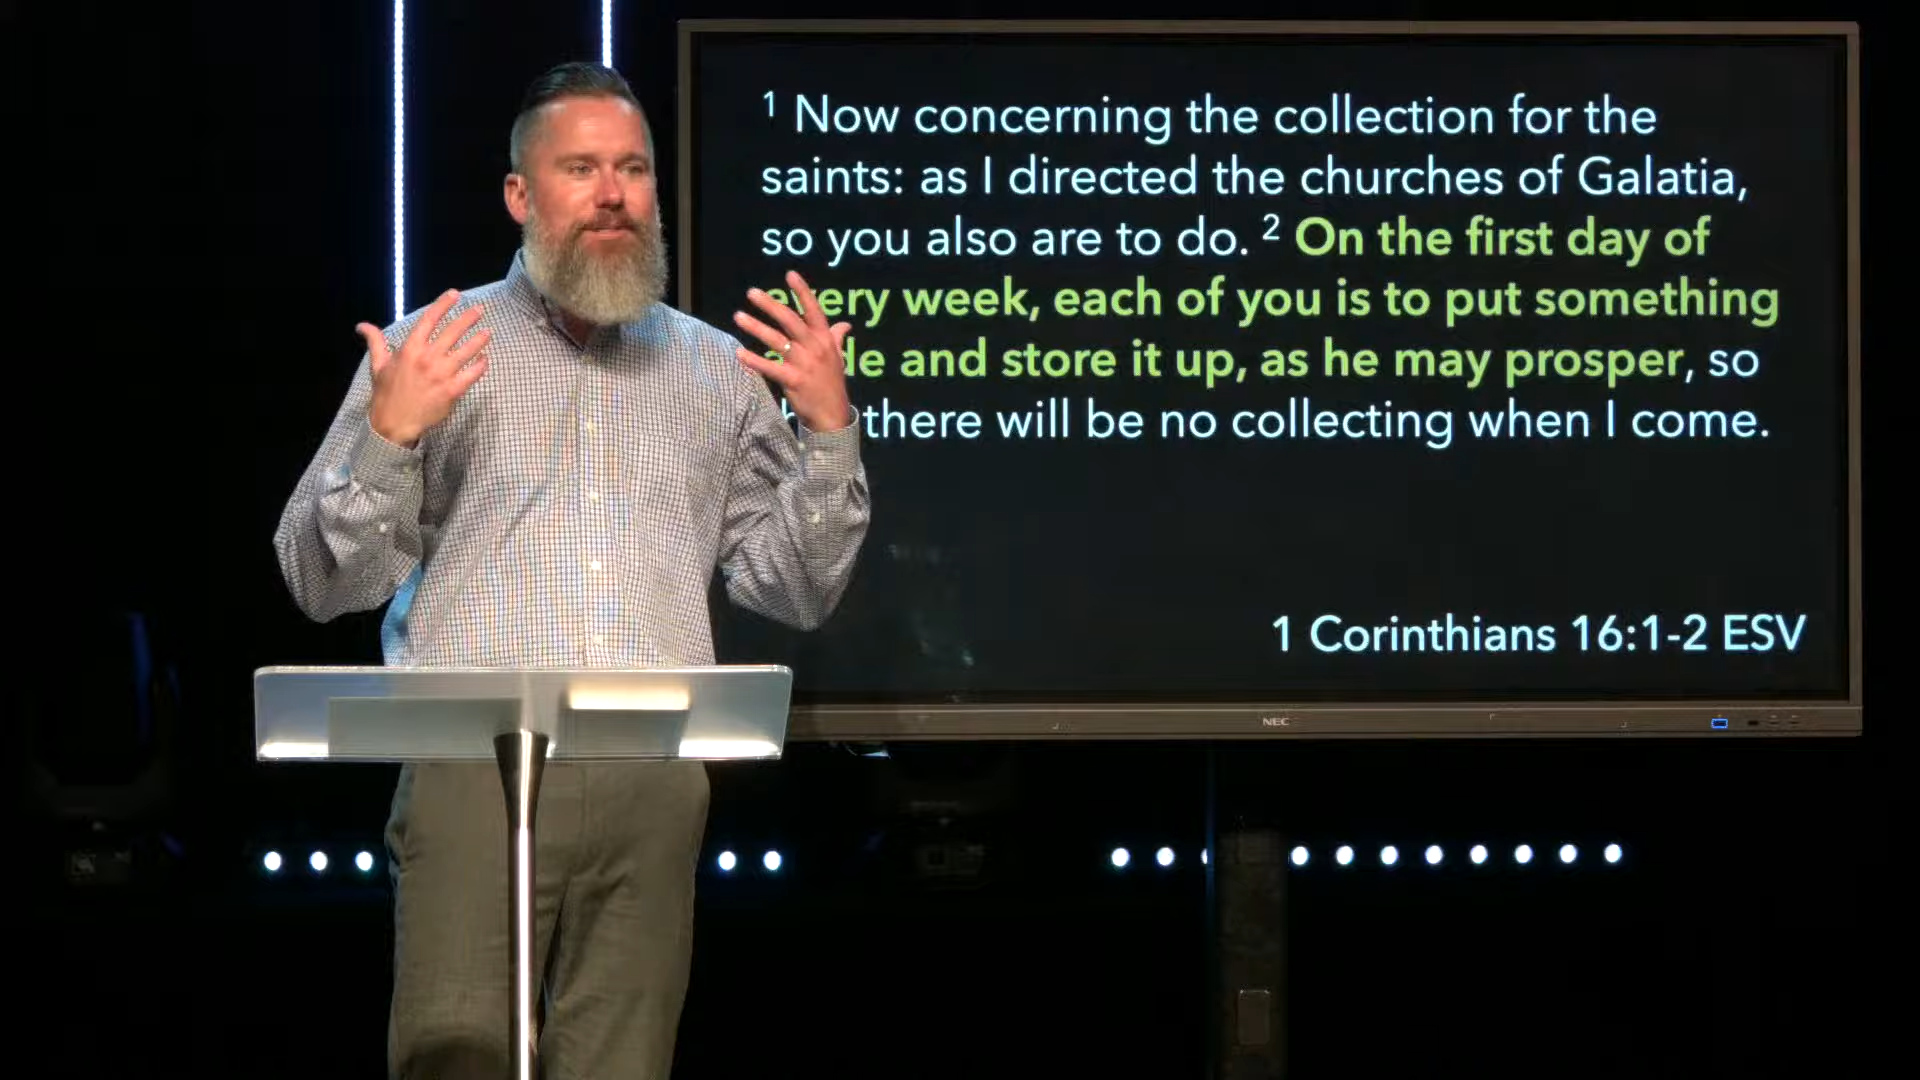 1 Now concerning the collection for the
saints: as I directed the churches of Galatia,
so you also are to do. 2 On the first day of
every week, each of you is to put something
and store it up, as he may prosper, so
there will be no collecting when I come.
1 Corinthians 16:1-2 ESV
NEC